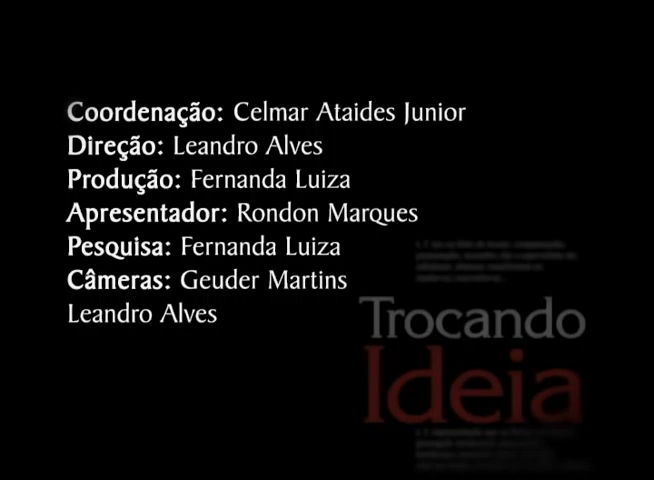 Coordenação: Celmar Ataides Junior
Direção: Leandro Alves
Produção: Fernanda Luiza
Apresentador: Rondon Marques
Pesquisa: Fernanda Luiza
Câmeras: Geuder Martins
Leandro Alves
Trocando
Ideia